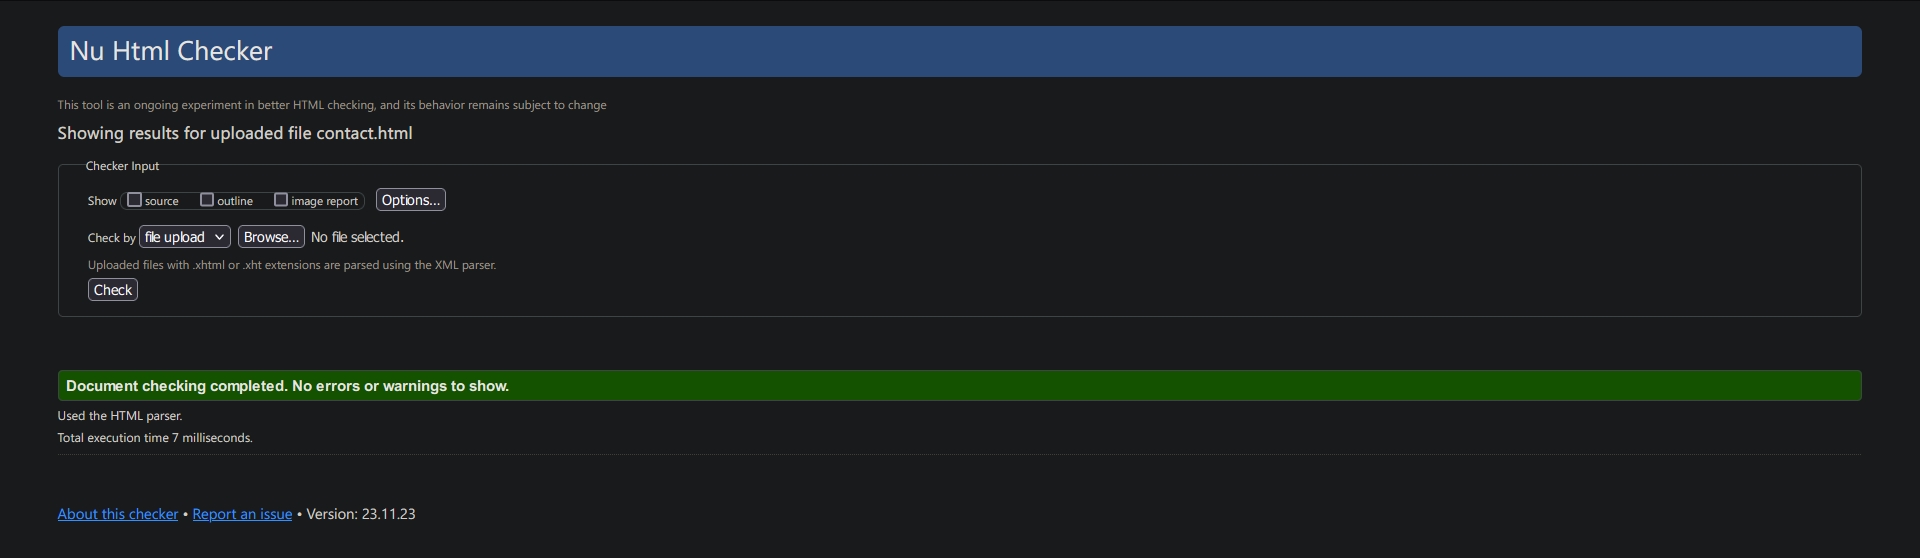 Nu Html Checker
This tool is an ongoing experiment in better HTML checking, and its behavior remains subject to change
Showing results for uploaded file contact.html
Checker Input
Show source outline image report Options...
Check by file upload Browse... No file selected.
Uploaded files with .xhtml or .xht extensions are parsed using the XML parser.
Check
Document checking completed. No errors or warnings to show.
Used the HTML parser.
Total execution time 7 milliseconds.
About this checker • Report an issue • Version: 23.11.23